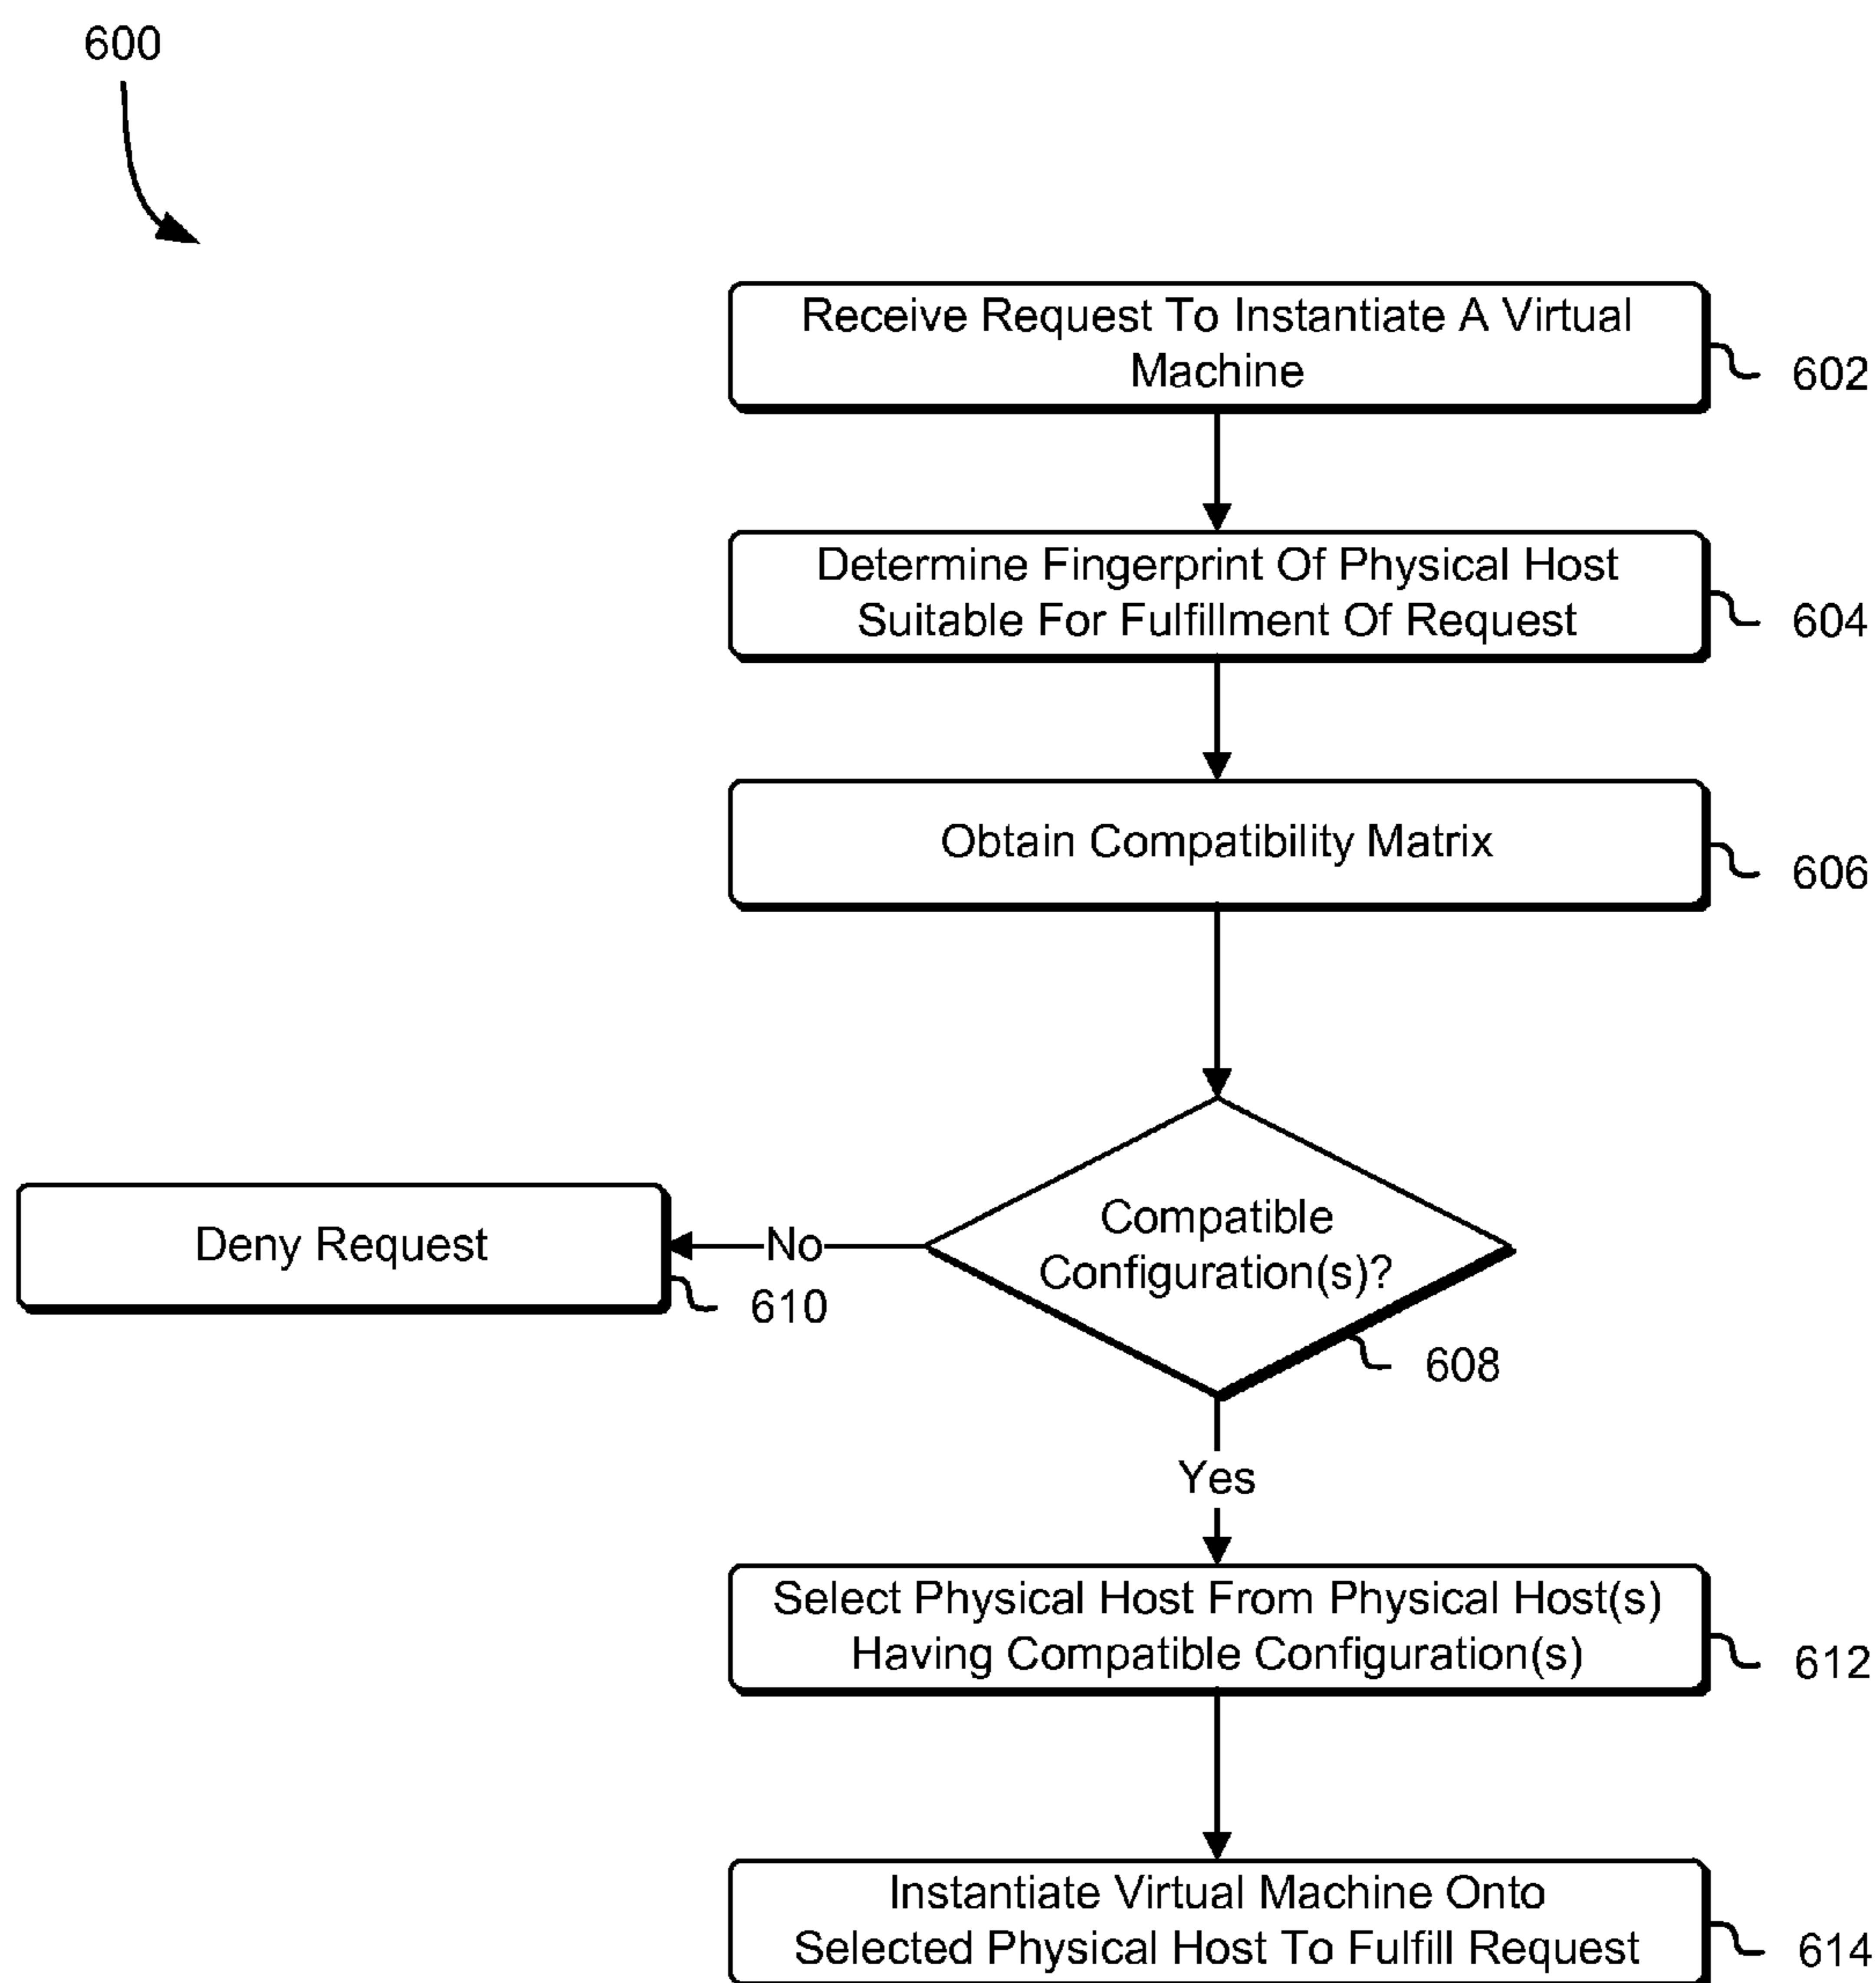 600
Receive Request To Instantiate A Virtual
Machine
602
Determine Fingerprint Of Physical Host
Suitable For Fulfillment Of Request
604
Obtain Compatibility Matrix
606
Compatible
Configuration(s)?
608
No
Deny Request
610
Yes
Select Physical Host From Physical Host(s)
Having Compatible Configuration(s)
612
Instantiate Virtual Machine Onto
Selected Physical Host To Fulfill Request
614